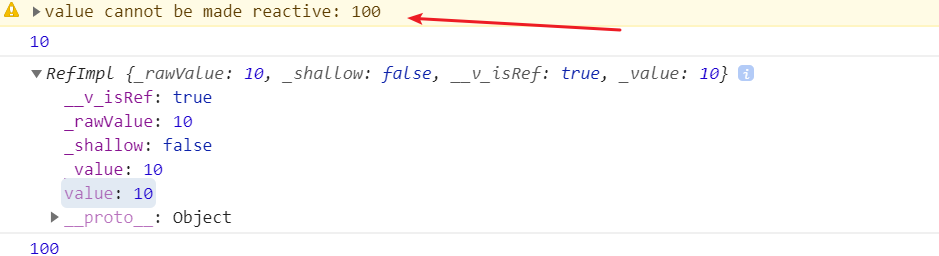 value cannot be made reactive: 100
10
RefImpl {_rawValue: 10, _shallow: false, __v_isRef: true, _value: 10} i
__v_isRef: true
_rawValue: 10
_shallow: false
_value: 10
value: 10
__proto__: Object
100